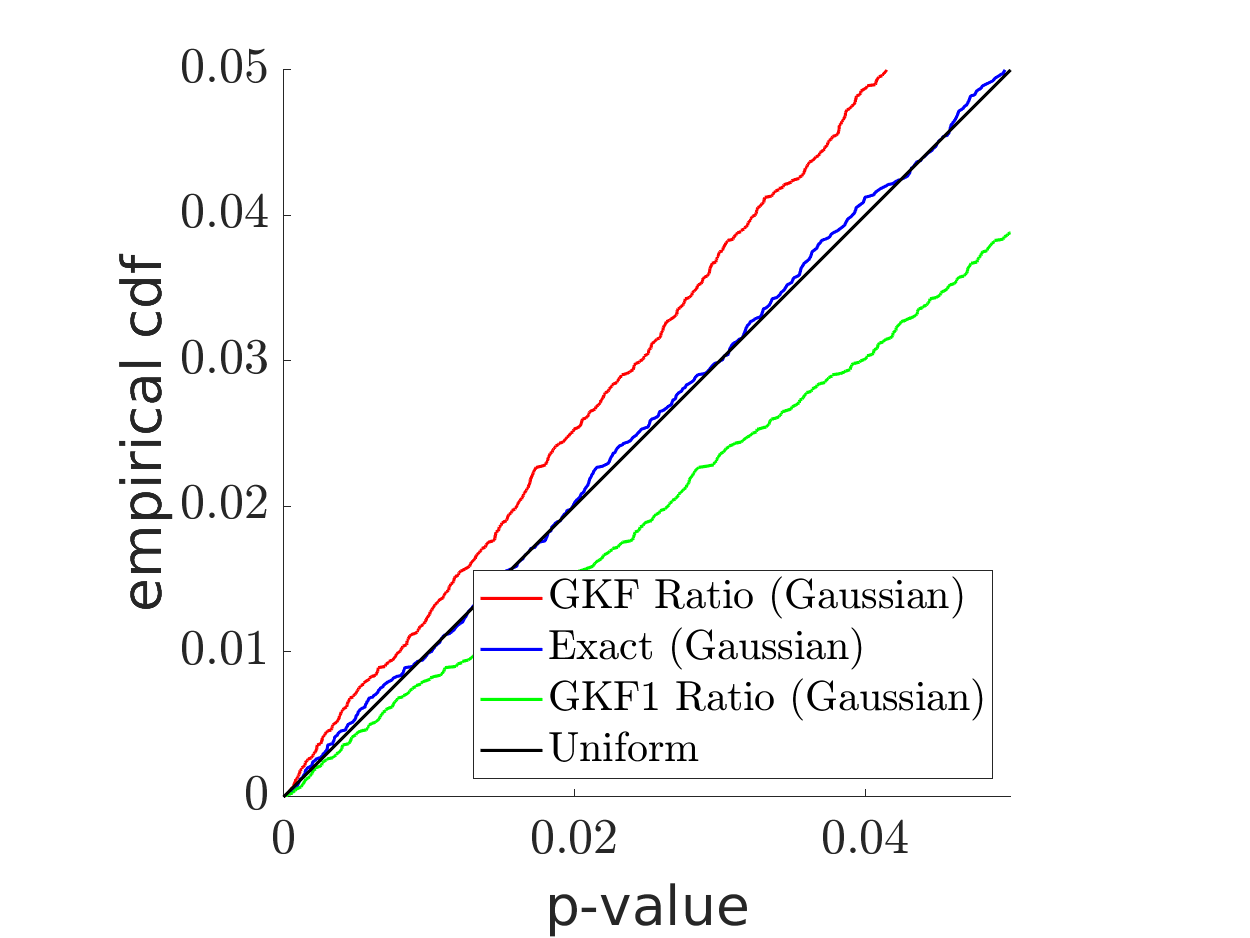 0.05
0.04
0.03
0.02
0.01
0
empirical cdf
GKF Ratio (Gaussian)
Exact (Gaussian)
GKF1 Ratio (Gaussian)
Uniform
0 0.02 0.04
p-value